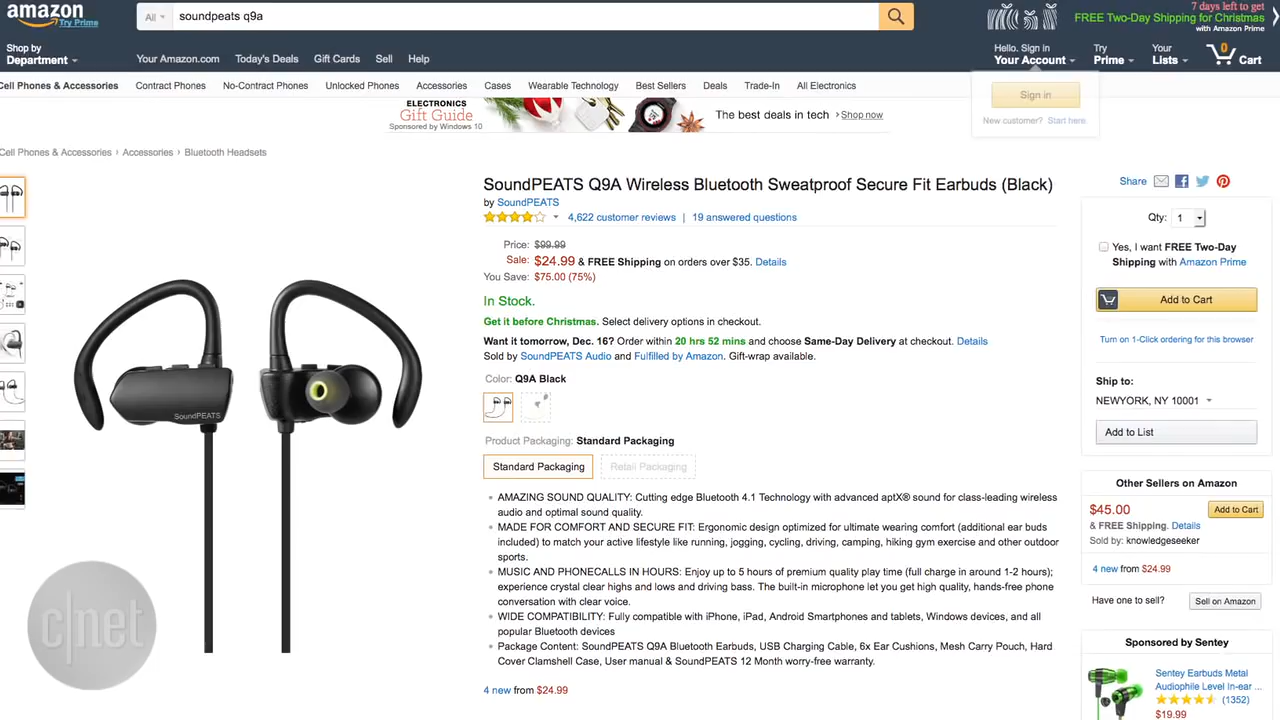 amazon
Try Prime
All
soundpeats q9a
7 days left to get
FREE Two-Day Shipping for Christmas
with Amazon Prime
Shop by
Department
Your Amazon.com
Today's Deals
Gift Cards
Sell
Help
Hello. Sign in
Your Account
Try
Prime
Your
Lists
0
Cart
Cell Phones & Accessories
Contract Phones
No-Contract Phones
Unlocked Phones
Accessories
Cases
Wearable Technology
Best Sellers
Deals
Trade-In
All Electronics
Sign in
New customer? Start here.
ELECTRONICS
Gift Guide
Sponsored by Windows 10
The best deals in tech
› Shop now
Cell Phones & Accessories › Accessories › Bluetooth Headsets
SoundPEATS Q9A Wireless Bluetooth Sweatproof Secure Fit Earbuds (Black)
by SoundPEATS
4,622 customer reviews | 19 answered questions
Price: $99.99
Sale: $24.99 & FREE Shipping on orders over $35. Details
You Save: $75.00 (75%)
In Stock.
Get it before Christmas. Select delivery options in checkout.
Want it tomorrow, Dec. 16? Order within 20 hrs 52 mins and choose Same-Day Delivery at checkout. Details
Sold by SoundPEATS Audio and Fulfilled by Amazon. Gift-wrap available.
Color: Q9A Black
Product Packaging: Standard Packaging
Standard Packaging
Retail Packaging
AMAZING SOUND QUALITY: Cutting edge Bluetooth 4.1 Technology with advanced aptX® sound for class-leading wireless
audio and optimal sound quality.
MADE FOR COMFORT AND SECURE FIT: Ergonomic design optimized for ultimate wearing comfort (additional ear buds
included) to match your active lifestyle like running, jogging, cycling, driving, camping, hiking gym exercise and other outdoor
sports.
MUSIC AND PHONECALLS IN HOURS: Enjoy up to 5 hours of premium quality play time (full charge in around 1-2 hours);
experience crystal clear highs and lows and driving bass. The built-in microphone let you get high quality, hands-free phone
conversation with clear voice.
WIDE COMPATIBILITY: Fully compatible with iPhone, iPad, Android Smartphones and tablets, Windows devices, and all
popular Bluetooth devices
Package Content: SoundPEATS Q9A Bluetooth Earbuds, USB Charging Cable, 6x Ear Cushions, Mesh Carry Pouch, Hard
Cover Clamshell Case, User manual & SoundPEATS 12 Month worry-free warranty.
4 new from $24.99
SoundPEATS
c|net
Share
Qty: 1
Yes, I want FREE Two-Day
Shipping with Amazon Prime
Add to Cart
Turn on 1-Click ordering for this browser
Ship to:
NEWYORK, NY 10001
Add to List
Other Sellers on Amazon
$45.00
Add to Cart
& FREE Shipping. Details
Sold by: knowledgeseeker
4 new from $24.99
Have one to sell?
Sell on Amazon
Sponsored by Sentey
Sentey Earbuds Metal
Audiophile Level In-ear ...
(1352)
$19.99